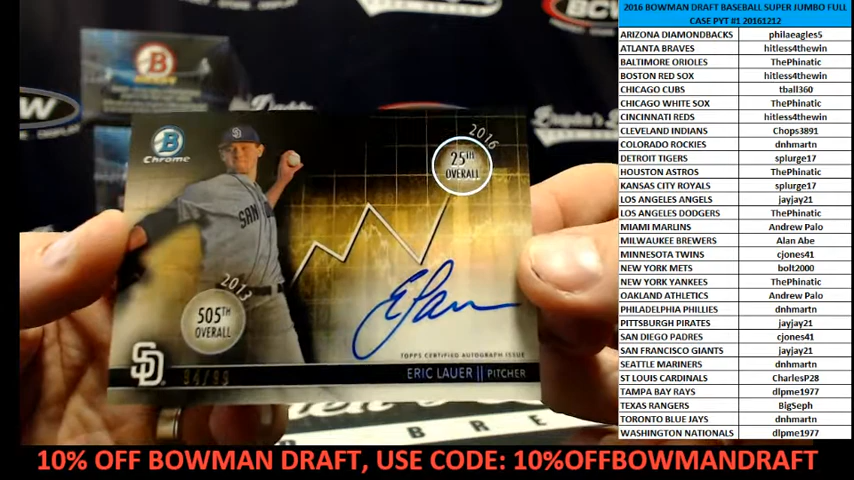 2016 BOWMAN DRAFT BASEBALL SUPER JUMBO FULL
CASE PYT #1 20161212
ARIZONA DIAMONDBACKS philaeagles5
ATLANTA BRAVES hitless4thewin
BALTIMORE ORIOLES ThePhinatic
BOSTON RED SOX hitless4thewin
CHICAGO CUBS tball360
CHICAGO WHITE SOX ThePhinatic
CINCINNATI REDS hitless4thewin
CLEVELAND INDIANS Chops3891
COLORADO ROCKIES dnhmartn
DETROIT TIGERS splurge17
HOUSTON ASTROS ThePhinatic
KANSAS CITY ROYALS splurge17
LOS ANGELES ANGELS jayjay21
LOS ANGELES DODGERS ThePhinatic
MIAMI MARLINS Andrew Palo
MILWAUKEE BREWERS Alan Abe
MINNESOTA TWINS cjones41
NEW YORK METS bolt2000
NEW YORK YANKEES ThePhinatic
OAKLAND ATHLETICS Andrew Palo
PHILADELPHIA PHILLIES dnhmartn
PITTSBURGH PIRATES jayjay21
SAN DIEGO PADRES cjones41
SAN FRANCISCO GIANTS jayjay21
SEATTLE MARINERS dnhmartn
ST LOUIS CARDINALS CharlesP28
TAMPA BAY RAYS dlpme1977
TEXAS RANGERS BigSeph
TORONTO BLUE JAYS dnhmartn
WASHINGTON NATIONALS dlpme1977
B
Chrome
SAN
2016
25TH
OVERALL
2013
505TH
OVERALL
TOPPS CERTIFIED AUTOGRAPH ISSUE
SD
ERIC LAUER || PITCHER
10% OFF BOWMAN DRAFT, USE CODE: 10%OFFBOWMANDRAFT